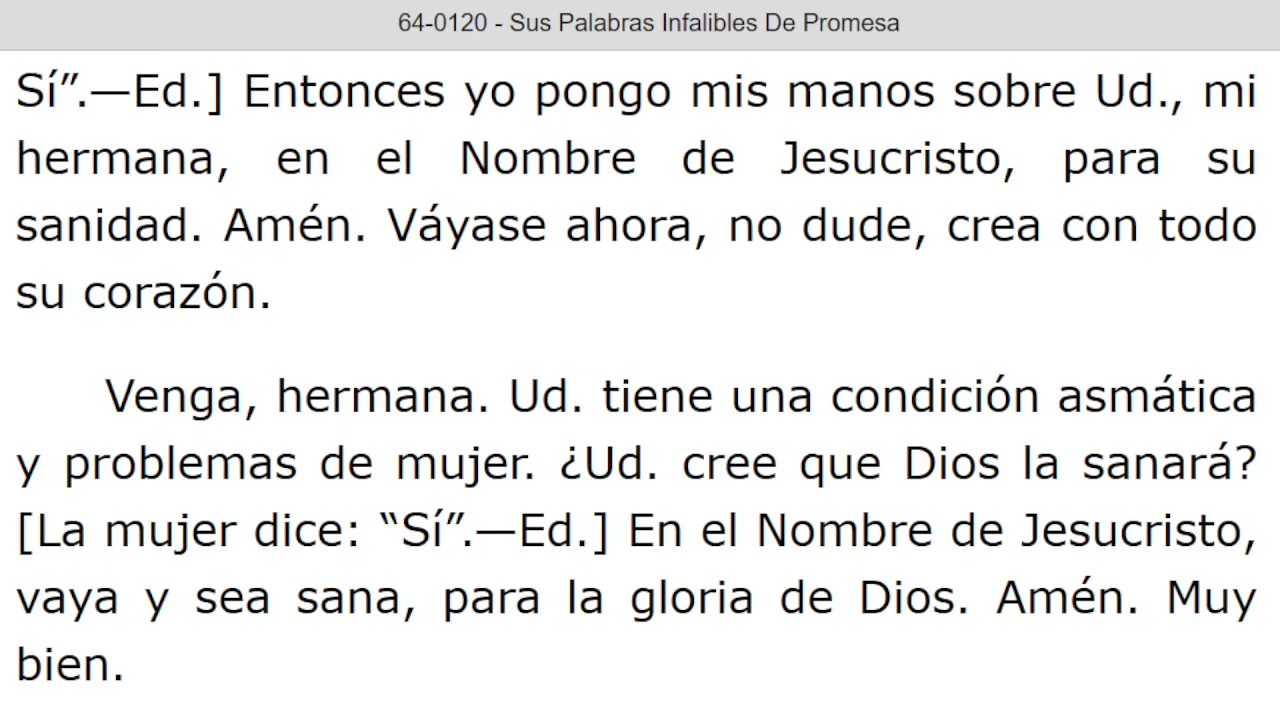 64-0120 - Sus Palabras Infalibles De Promesa
Sí”.—Ed.] Entonces yo pongo mis manos sobre Ud., mi
hermana, en el Nombre de Jesucristo, para su
sanidad. Amén. Váyase ahora, no dude, crea con todo
su corazón.
Venga, hermana. Ud. tiene una condición asmática
y problemas de mujer. ¿Ud. cree que Dios la sanará?
[La mujer dice: “Sí”.—Ed.] En el Nombre de Jesucristo,
vaya y sea sana, para la gloria de Dios. Amén. Muy
bien.